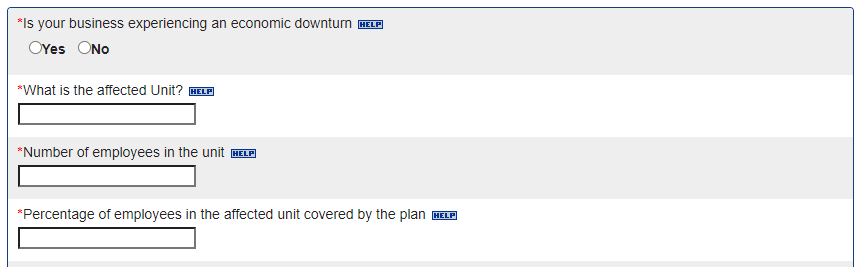 *Is your business experiencing an economic downturn HELP
Yes No
*What is the affected Unit? HELP
*Number of employees in the unit HELP
*Percentage of employees in the affected unit covered by the plan HELP